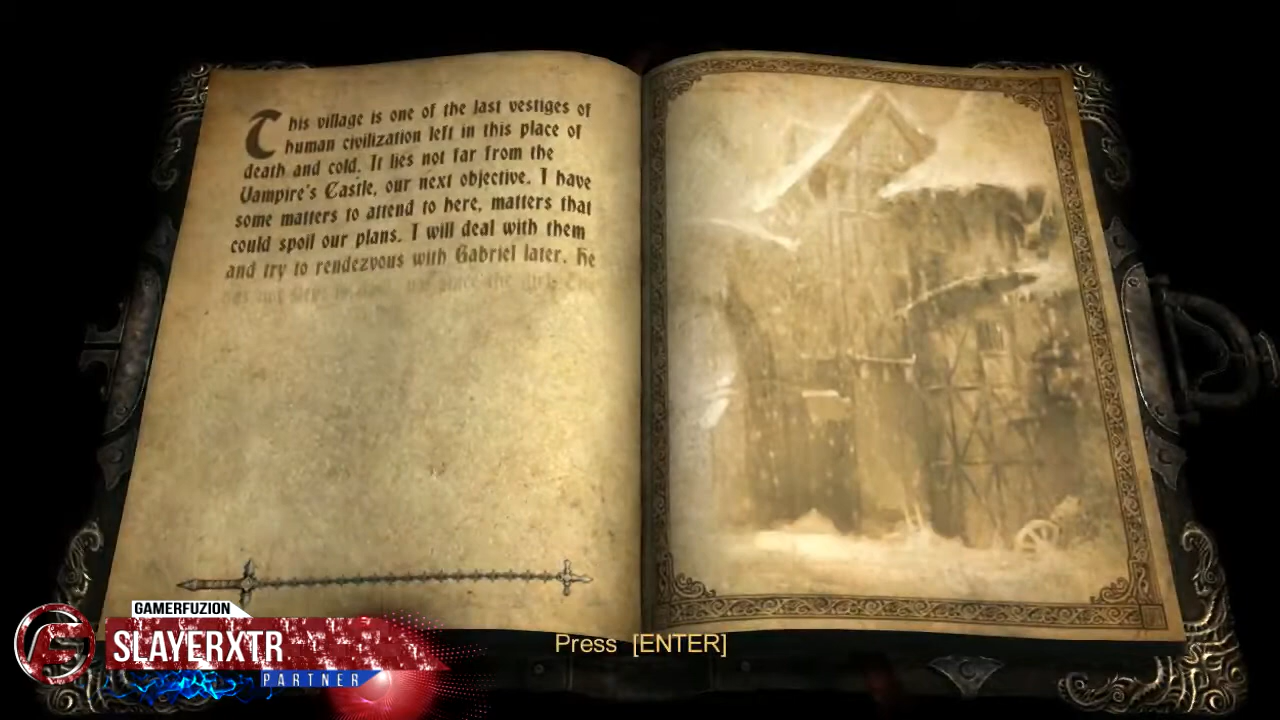 This village is one of the last vestiges of
human civilization left in this place of
death and cold. It lies not far from the
Vampire's Castle, our next objective. I have
some matters to attend to here, matters that
could spoil our plans. I will deal with them
and try to rendezvous with Gabriel later. He
GAMERFUZION
SLAYERXTR
PARTNER
Press [ENTER]